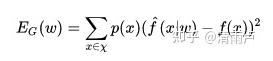 E_G(w) = \sum_{x \in \chi} p(x)(\hat{f}(x|w) - f(x))^2
知乎 @清雨卢